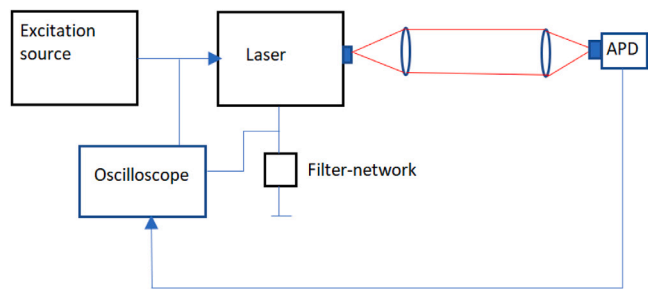 Excitation
source
Laser
APD
Oscilloscope
Filter-network